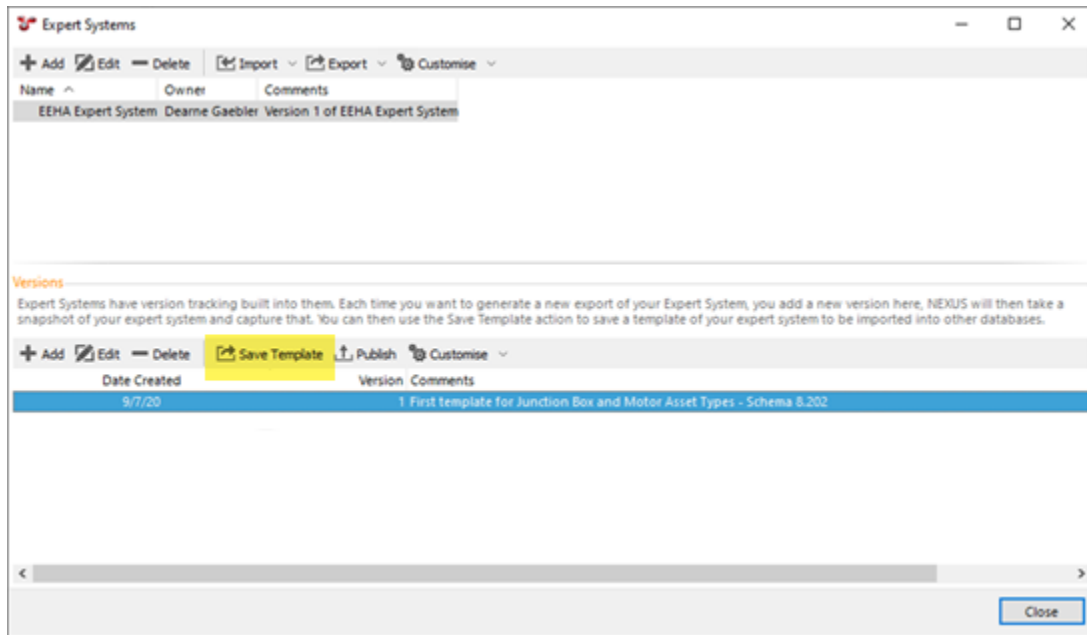 Expert Systems
Add Edit Delete Import Export Customise
Name Owner Comments
EEHA Expert System Dearne Gaebler Version 1 of EEHA Expert System
Versions
Expert Systems have version tracking built into them. Each time you want to generate a new export of your Expert System, you add a new version here, NEXUS will then take a
snapshot of your expert system and capture that. You can then use the Save Template action to save a template of your expert system to be imported into other databases.
Add Edit Delete Save Template Publish Customise
Date Created Version Comments
9/7/20 1 First template for Junction Box and Motor Asset Types - Schema 8.202
Close